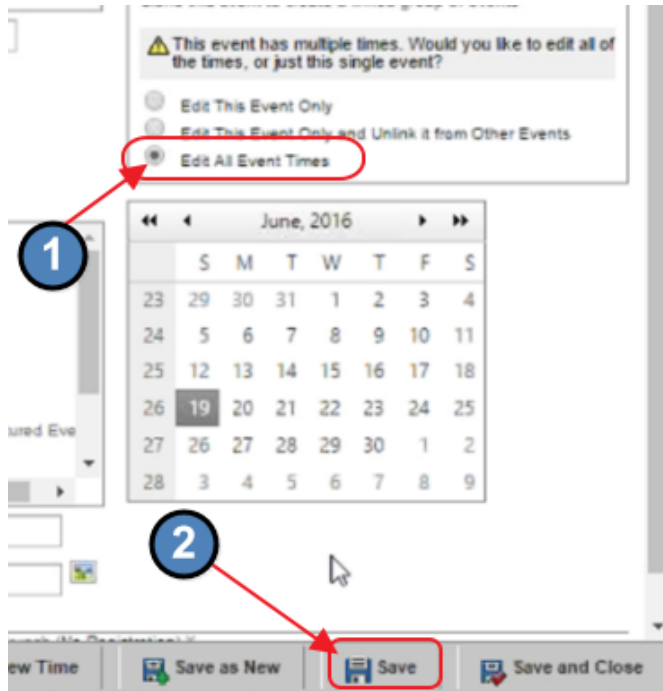 This event has multiple times. Would you like to edit all of
the times, or just this single event?
Edit This Event Only
Edit This Event Only and Unlink it from Other Events
Edit All Event Times
1
June, 2016
S M T W T F S
23 29 30 31 1 2 3 4
24 5 6 7 8 9 10 11
25 12 13 14 15 16 17 18
26 19 20 21 22 23 24 25
27 26 27 28 29 30 1 2
28 3 4 5 6 7 8 9
ured Eve
2
ew Time Save as New Save Save and Close